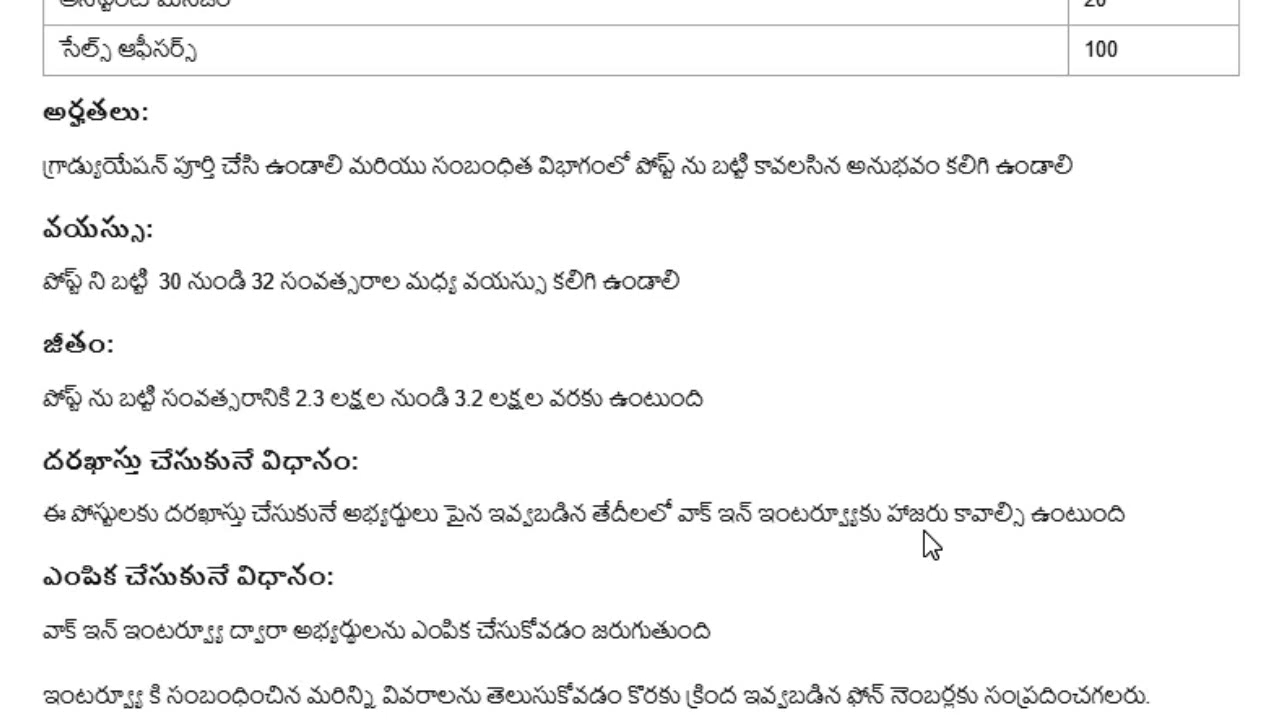 సేల్స్ ఆఫీసర్స్ 100
అర్హతలు:
గ్రాడ్యుయేషన్ పూర్తి చేసి ఉండాలి మరియు సంబంధిత విభాగంలో పోస్ట్ ను బట్టి కావలసిన అనుభవం కలిగి ఉండాలి
వయస్సు:
పోస్ట్ ని బట్టి 30 నుండి 32 సంవత్సరాల మధ్య వయస్సు కలిగి ఉండాలి
జీతం:
పోస్ట్ ను బట్టి సంవత్సరానికి 2.3 లక్షల నుండి 3.2 లక్షల వరకు ఉంటుంది
దరఖాస్తు చేసుకునే విధానం:
ఈ పోస్టులకు దరఖాస్తు చేసుకునే అభ్యర్థులు పైన ఇవ్వబడిన తేదీలలో వాక్ ఇన్ ఇంటర్వ్యూకు హాజరు కావాల్సి ఉంటుంది
ఎంపిక చేసుకునే విధానం:
వాక్ ఇన్ ఇంటర్వ్యూ ద్వారా అభ్యర్థులను ఎంపిక చేసుకోవడం జరుగుతుంది
ఇంటర్వ్యూ కి సంబంధించిన మరిన్ని వివరాలను తెలుసుకోవడం కొరకు క్రింద ఇవ్వబడిన ఫోన్ నెంబర్లకు సంప్రదించగలరు.